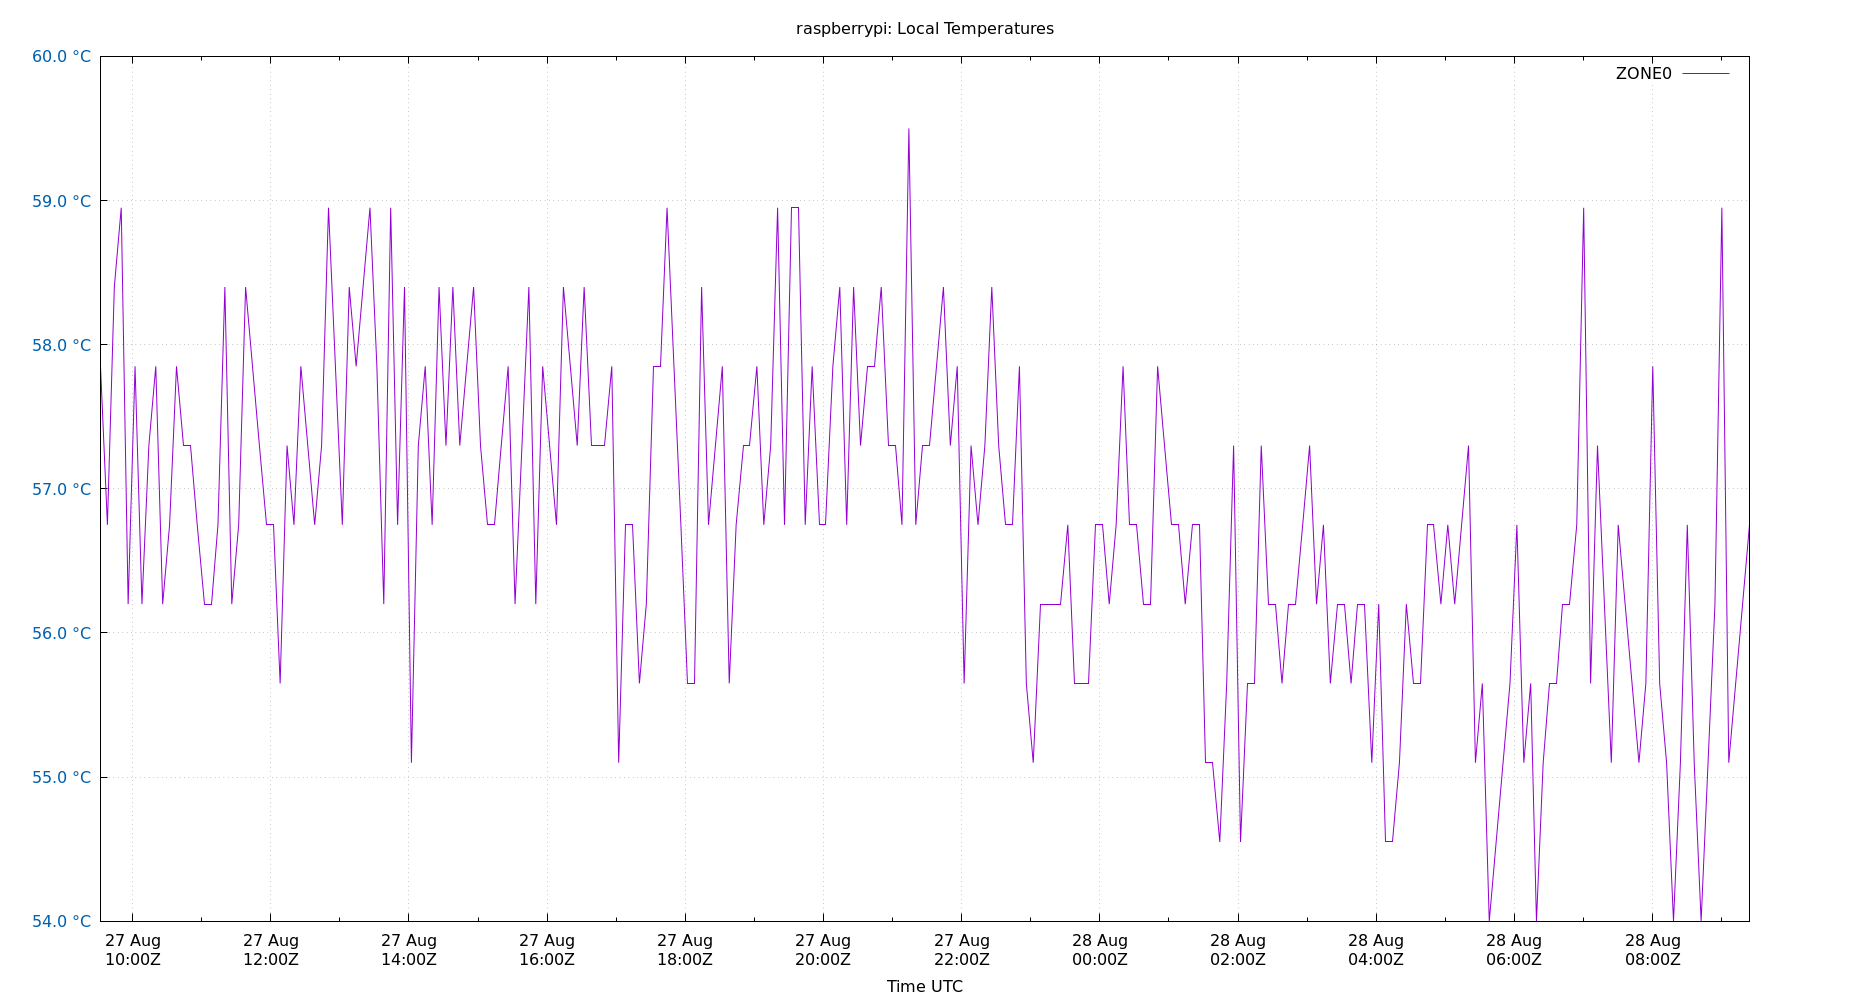 raspberrypi: Local Temperatures
60.0 °C
ZONE0
59.0 °C
58.0 °C
57.0 °C
56.0 °C
55.0 °C
54.0 °C
27 Aug 27 Aug 27 Aug 27 Aug 27 Aug 27 Aug 27 Aug 28 Aug 28 Aug 28 Aug 28 Aug 28 Aug
10:00Z 12:00Z 14:00Z 16:00Z 18:00Z 20:00Z 22:00Z 00:00Z 02:00Z 04:00Z 06:00Z 08:00Z
Time UTC